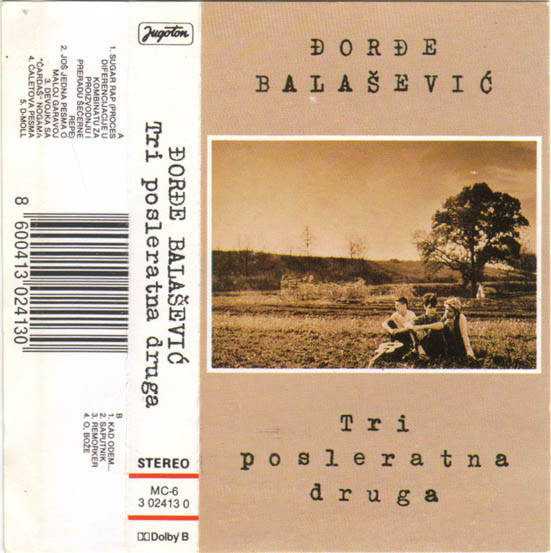 A
1. SUGAR RAP (PROCES
DIFERENCIJACIJE U
KOMBINATU ZA
PROIZVODNJU I
PRERADU ŠEĆERNE
REPE)
2. JOŠ JEDNA PESMA O
MALOJ GARAVOJ
3. DEVOJKA SA
"ČARDAŠ" NOGAMA
4. ĆALETOVA PESMA
5. D-MOLL
8 600413 024130
B
1. KAD ODEM...
2. SAPUTNIK
3. REMORKER
4. O, BOŽE
Jugoton
ĐORĐE BALAŠEVIĆ
Tri posleratna druga
STEREO
MC-6
3 02413 0
Dolby B
ĐORĐE
BALAŠEVIĆ
Tri
posleratna
druga